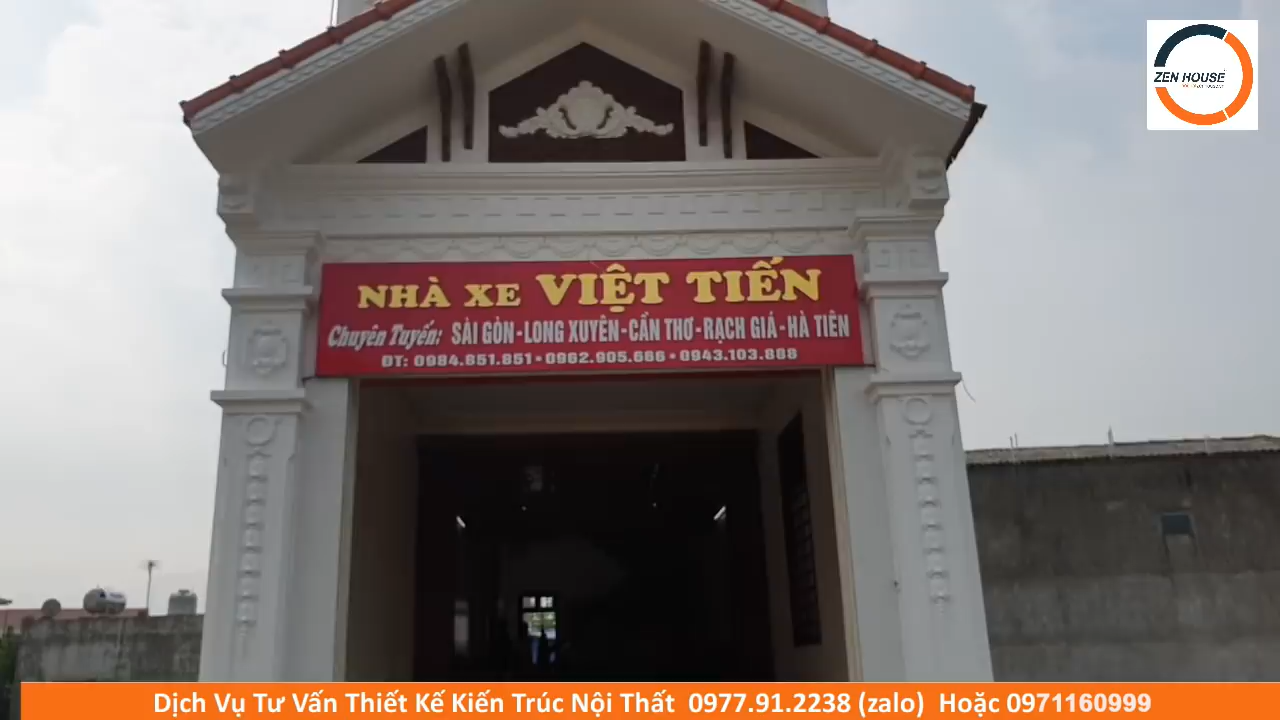 ZEN HOUSE
NHÀ XE VIỆT TIẾN
Chuyên Tuyến: SÀI GÒN-LONG XUYÊN-CẦN THƠ-RẠCH GIÁ-HÀ TIÊN
ĐT: 0984.851.851•0962.905.666•0943.103.888
Dịch Vụ Tư Vấn Thiết Kế Kiến Trúc Nội Thất 0977.91.2238 (zalo) Hoặc 0971160999